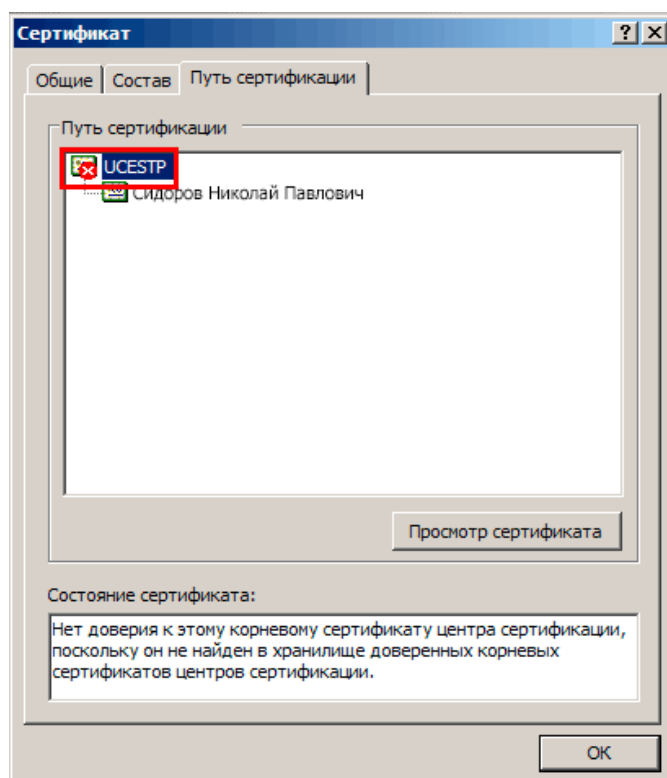 Сертификат
Общие Состав Путь сертификации
Путь сертификации
UCESTP
Сидоров Николай Павлович
Просмотр сертификата
Состояние сертификата:
Нет доверия к этому корневому сертификату центра сертификации,
поскольку он не найден в хранилище доверенных корневых
сертификатов центров сертификации.
ОК